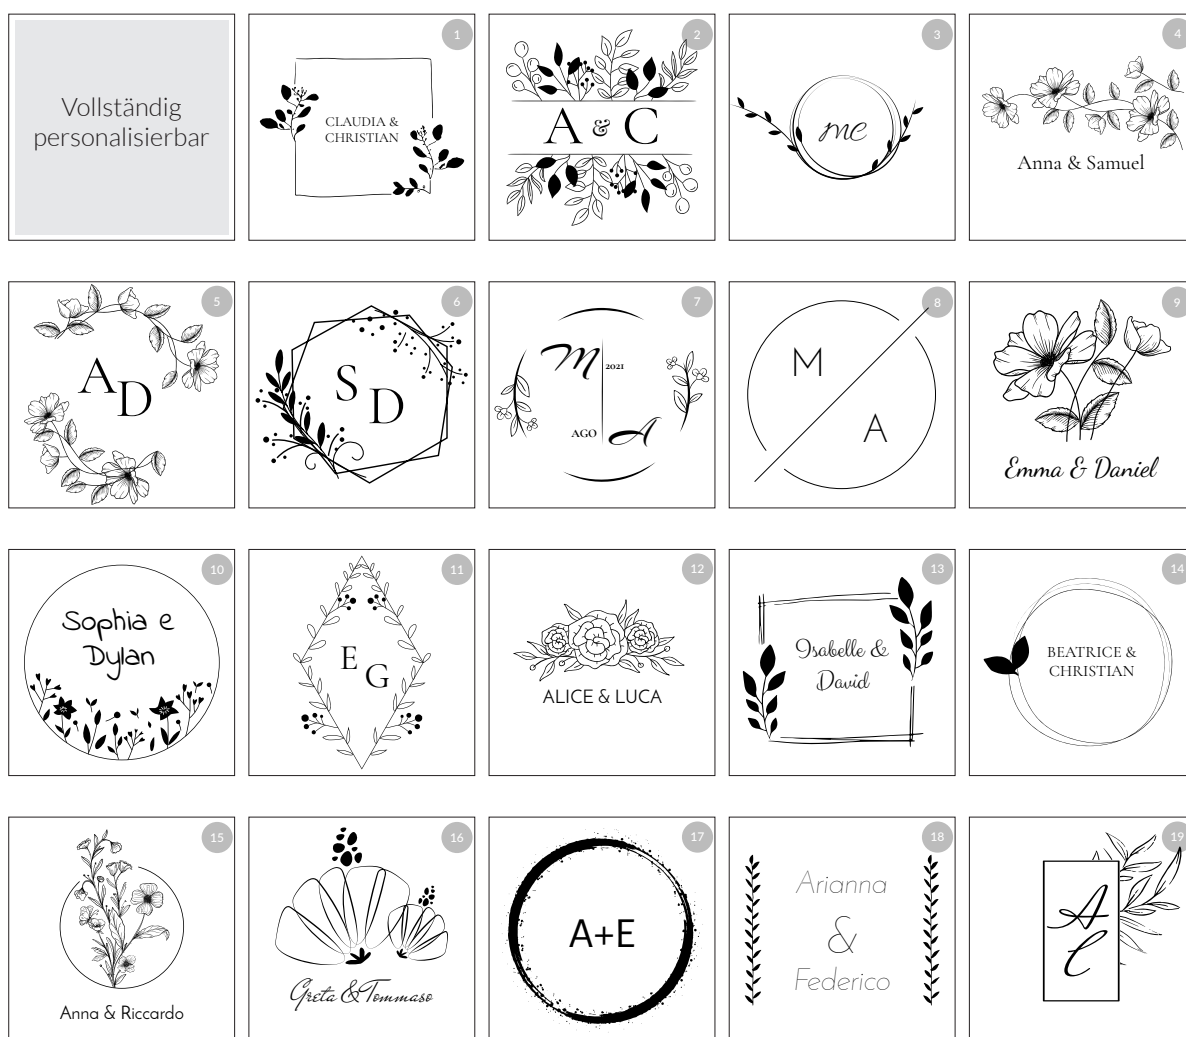 Vollständig
personalisierbar
1
CLAUDIA &
CHRISTIAN
2
A & C
3
mc
4
Anna & Samuel
5
A D
6
S D
7
M 2021
AGO A
8
M
A
9
Emma & Daniel
10
Sophia e
Dylan
11
E G
12
ALICE & LUCA
13
Isabelle &
David
14
BEATRICE &
CHRISTIAN
15
Anna & Riccardo
16
Greta & Tommaso
17
A+E
18
Arianna
&
Federico
19
A
C